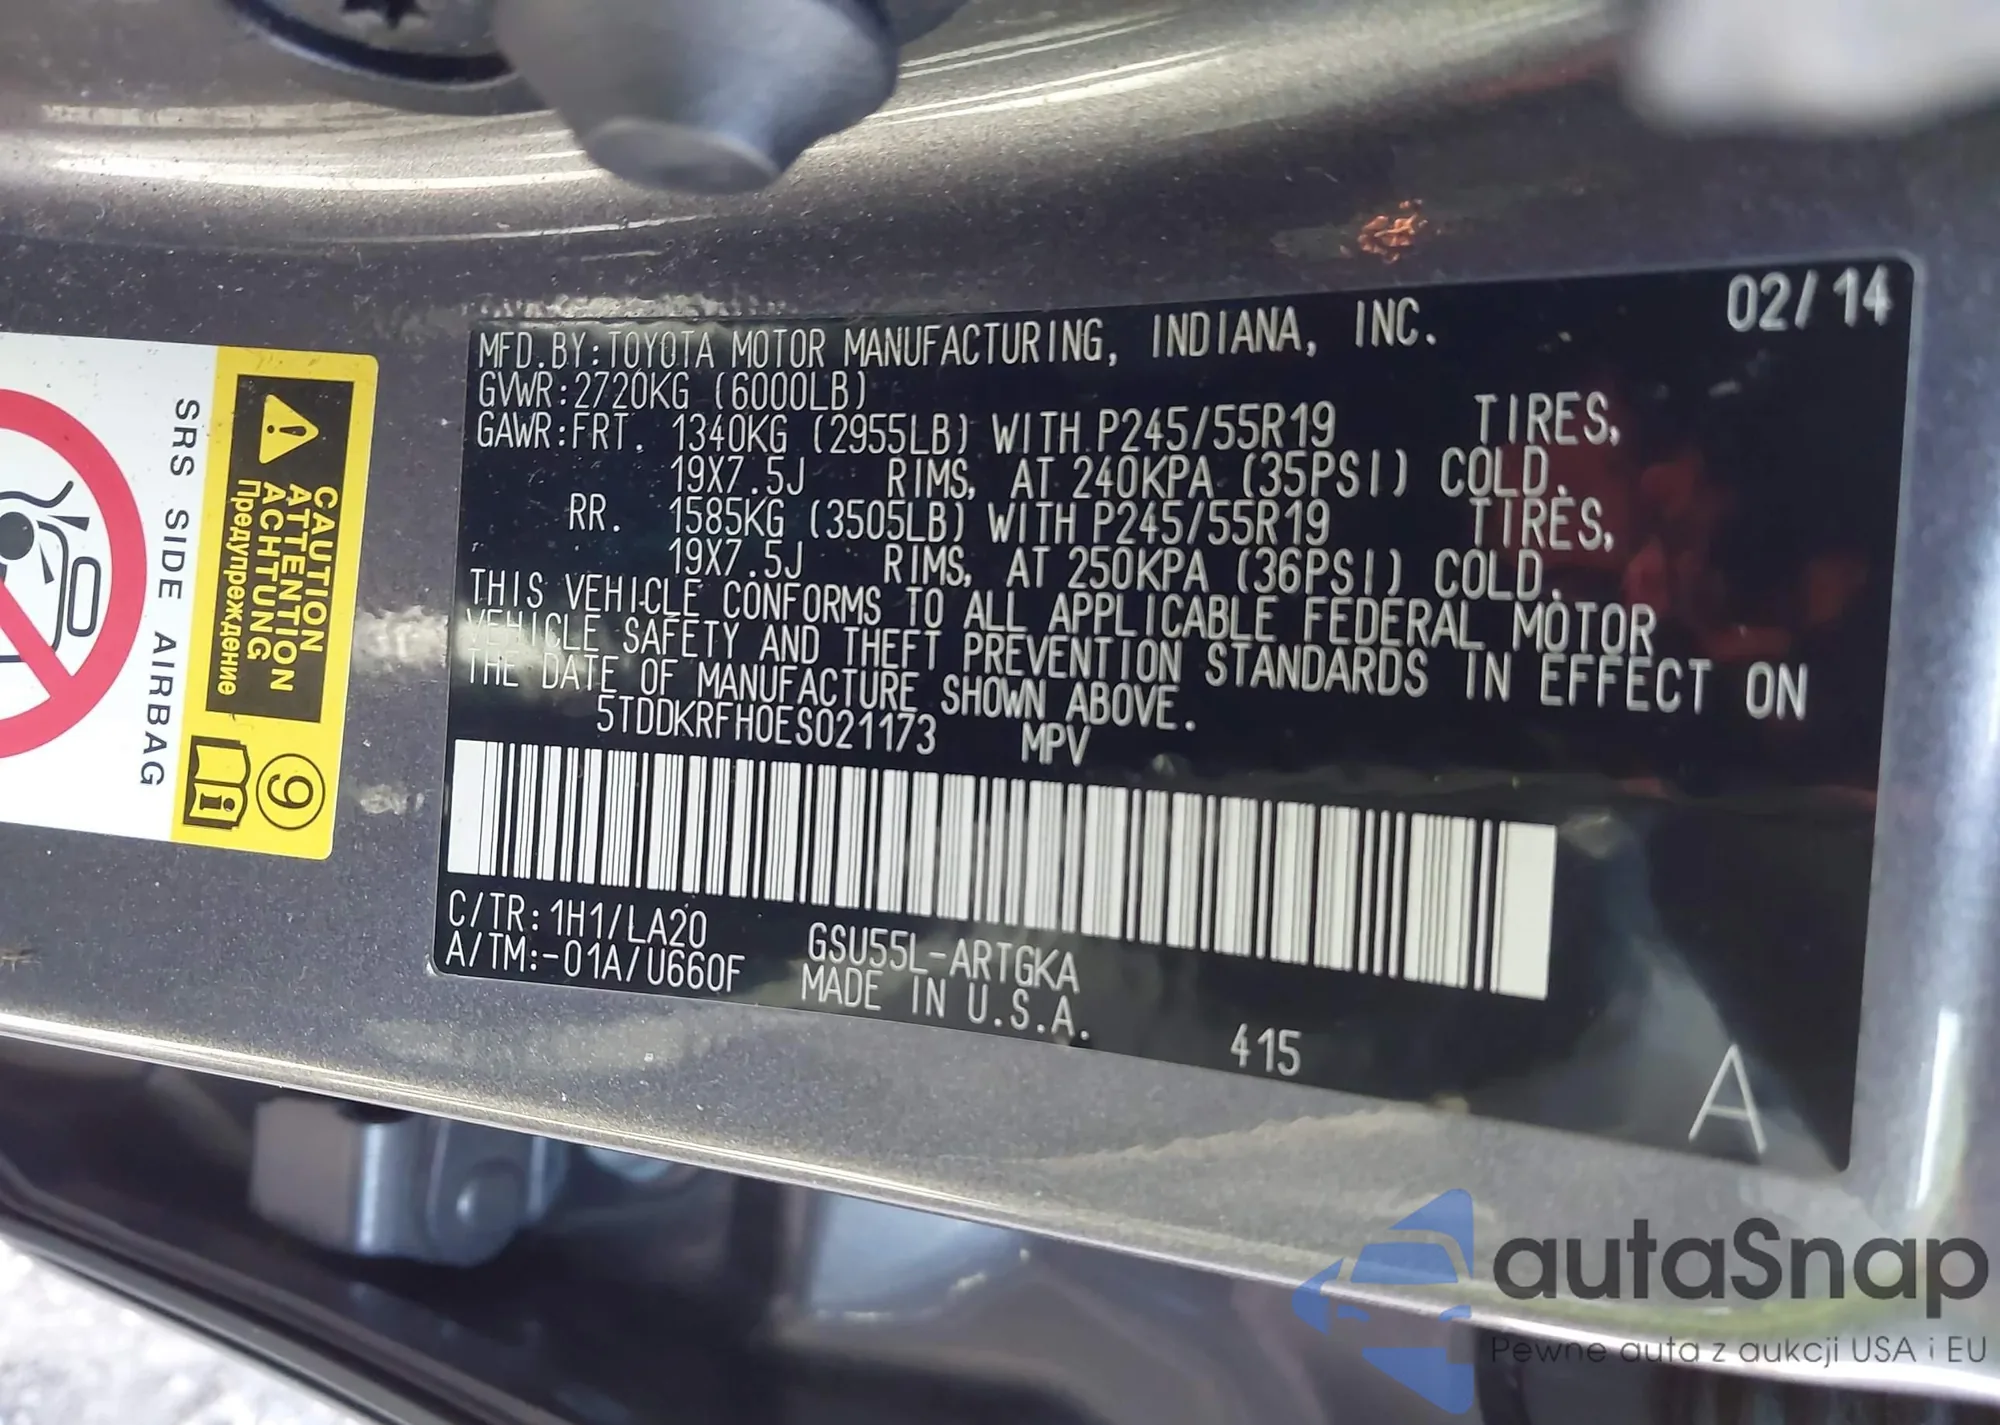 02/14
MFD.BY:TOYOTA MOTOR MANUFACTURING, INDIANA, INC.
GVWR:2720KG (6000LB)
GAWR:FRT. 1340KG (2955LB) WITH P245/55R19 TIRES,
19X7.5J RIMS, AT 240KPA (35PSI) COLD.
RR. 1585KG (3505LB) WITH P245/55R19 TIRES,
19X7.5J RIMS, AT 250KPA (36PSI) COLD.
THIS VEHICLE CONFORMS TO ALL APPLICABLE FEDERAL MOTOR
VEHICLE SAFETY AND THEFT PREVENTION STANDARDS IN EFFECT ON
THE DATE OF MANUFACTURE SHOWN ABOVE.
5TDDKRFH0ES021173 MPV
C/TR:1H1/LA20
A/TM:-01A/U660F
GSU55L-ARTGKA
MADE IN U.S.A.
415
A
CAUTION
ATTENTION
ACHTUNG
Предупреждение
9
i
SRS SIDE AIRBAG
autaSnap
Pewne auta z aukcji USA i EU